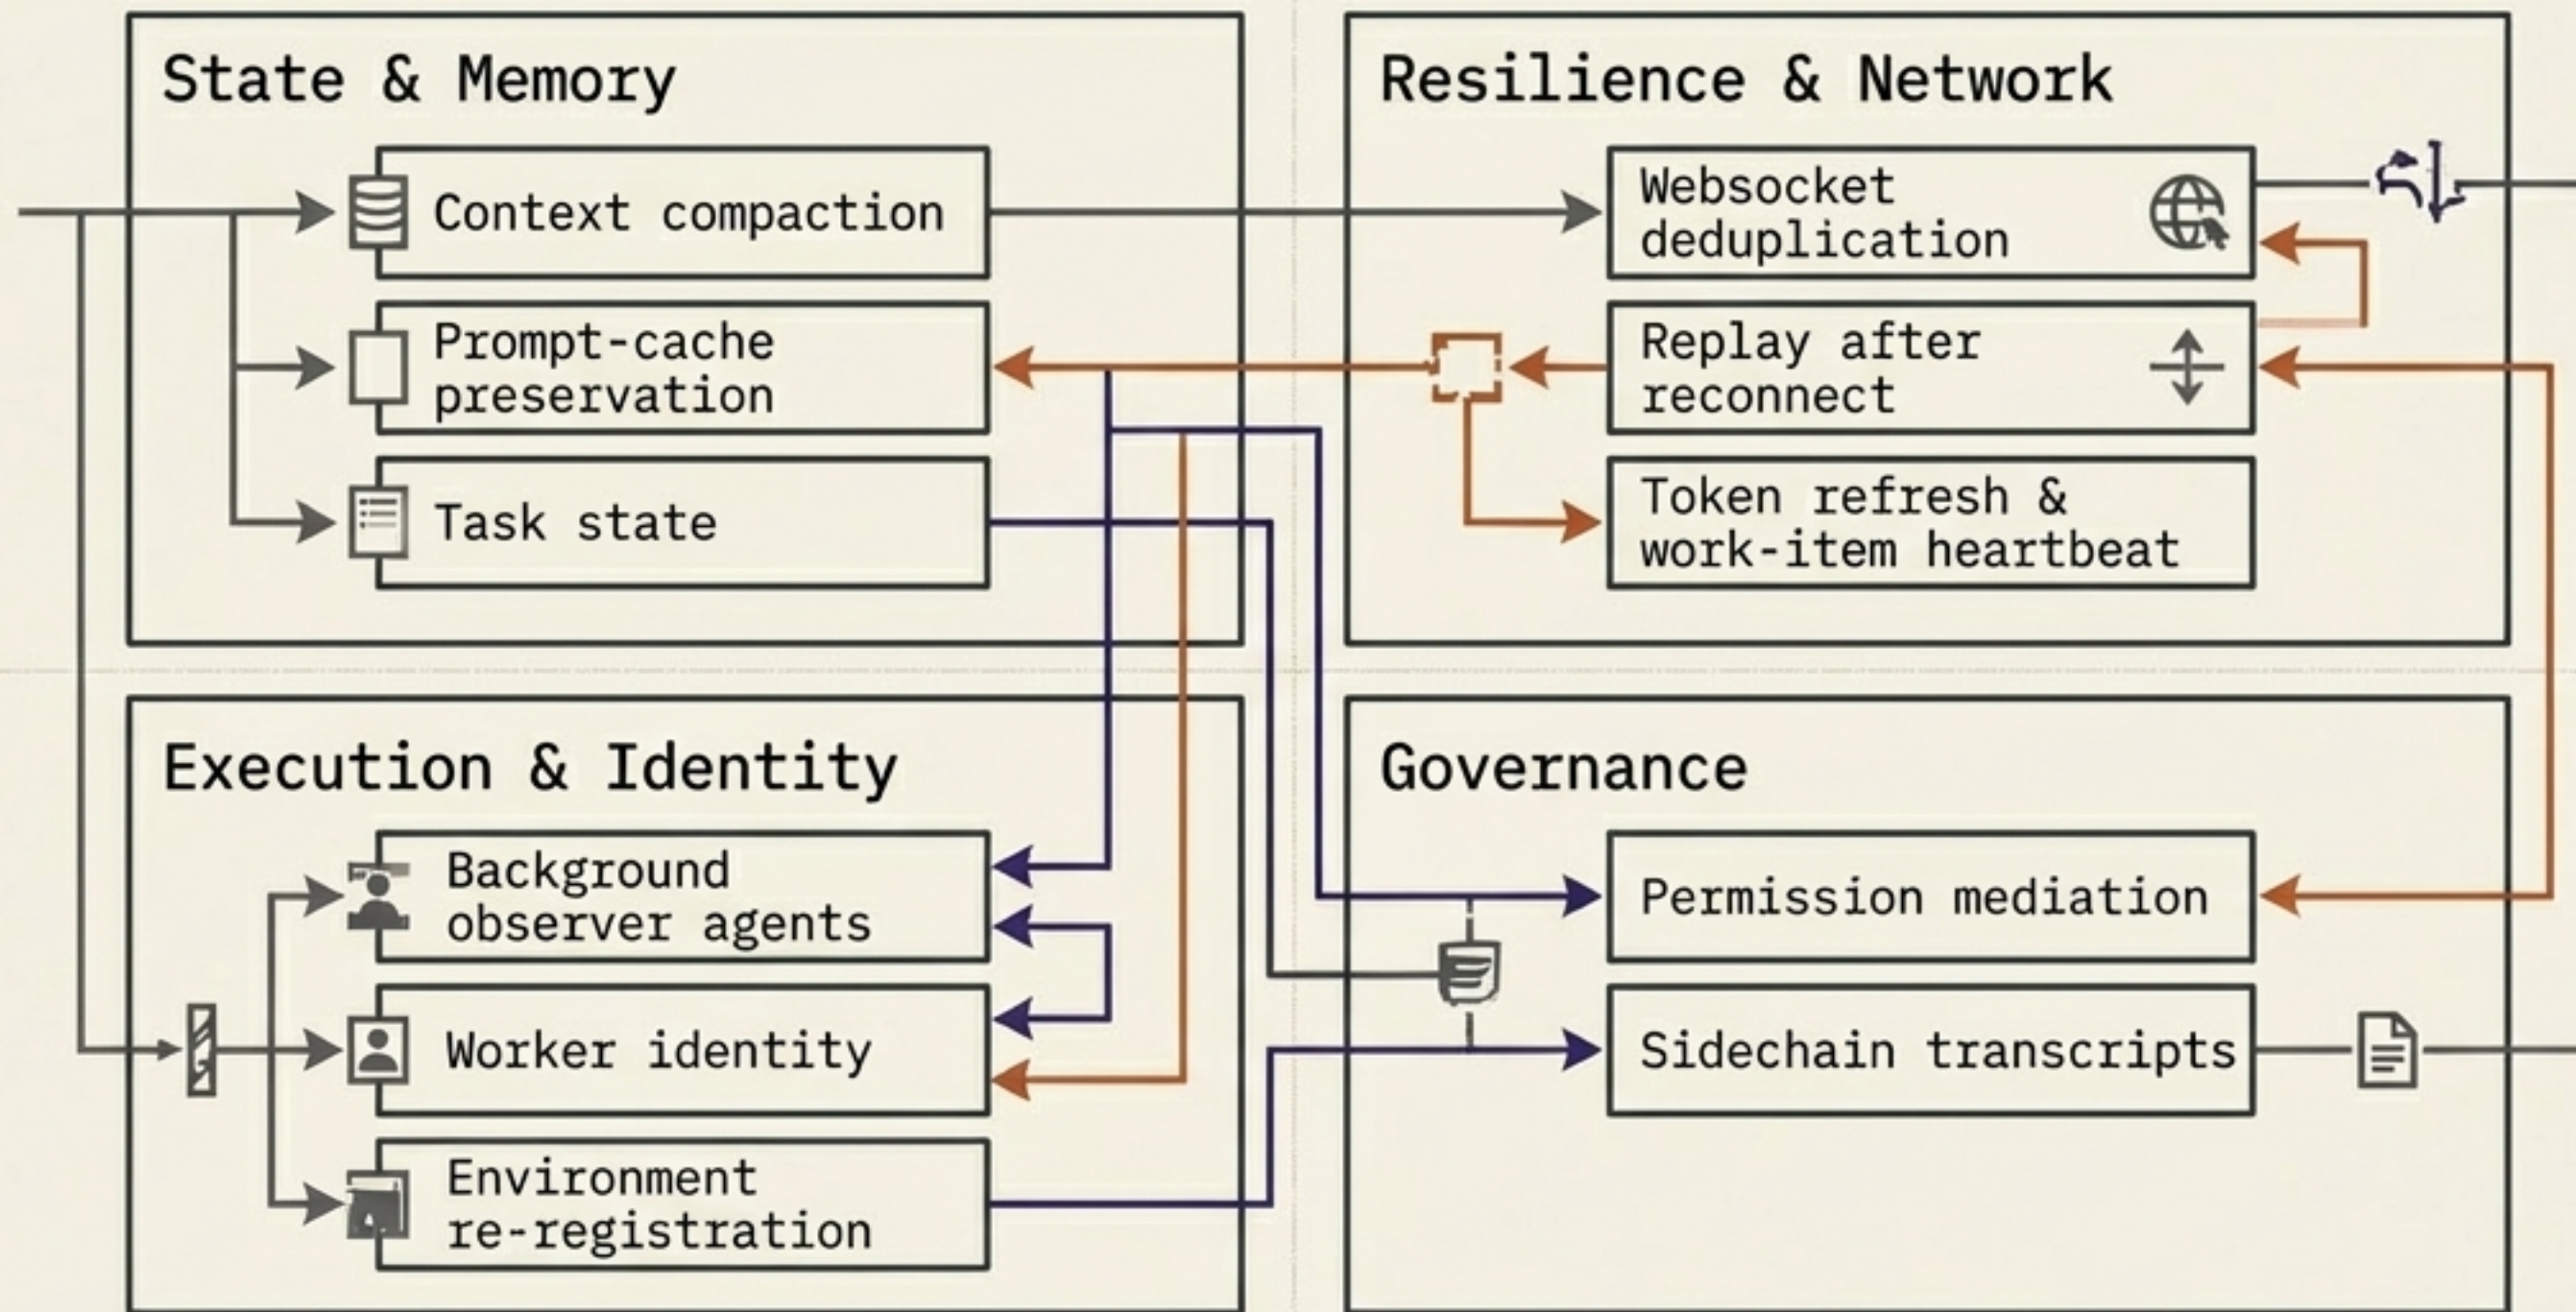 State & Memory
Context compaction
Prompt-cache
preservation
Task state
Resilience & Network
Websocket
deduplication
Replay after
reconnect
Token refresh &
work-item heartbeat
Execution & Identity
Background
observer agents
Worker identity
Environment
re-registration
Governance
Permission mediation
Sidechain transcripts